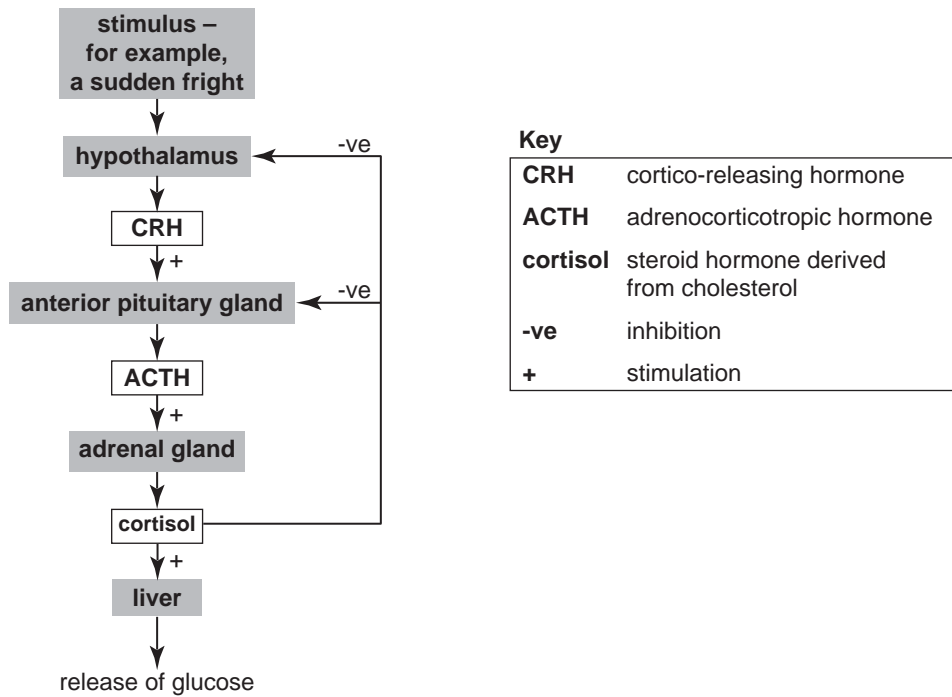 stimulus –
for example,
a sudden fright
hypothalamus
-ve
CRH
+
anterior pituitary gland
-ve
ACTH
+
adrenal gland
cortisol
+
liver
release of glucose
Key
CRH cortico-releasing hormone
ACTH adrenocorticotropic hormone
cortisol steroid hormone derived
from cholesterol
-ve inhibition
+ stimulation